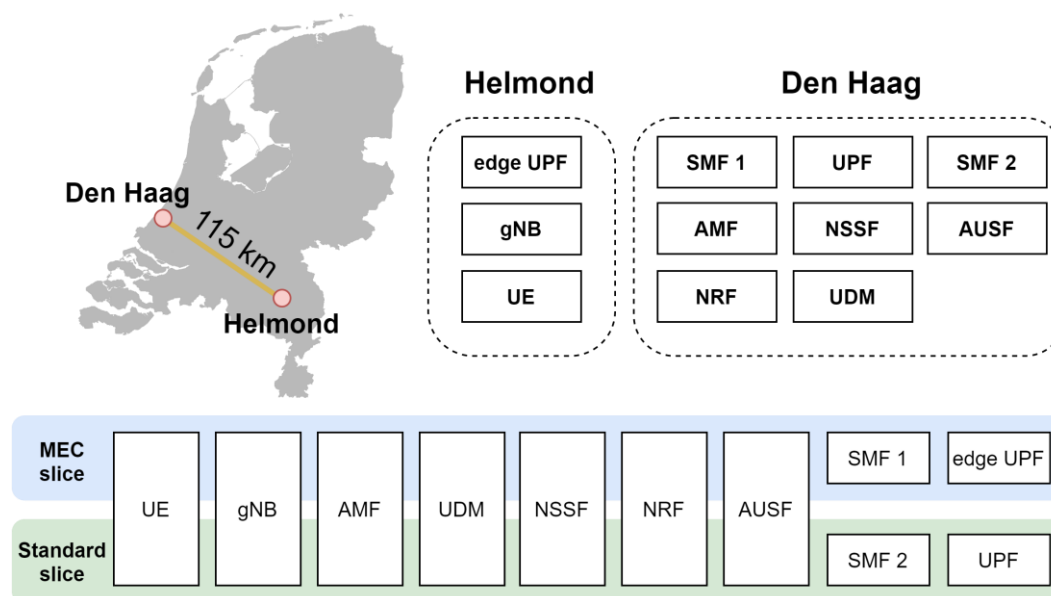 Helmond
Den Haag
Den Haag
115 km
Helmond
edge UPF
gNB
UE
SMF 1
UPF
SMF 2
AMF
NSSF
AUSF
NRF
UDM
MEC
slice
UE
gNB
AMF
UDM
NSSF
NRF
AUSF
SMF 1
edge UPF
Standard
slice
SMF 2
UPF